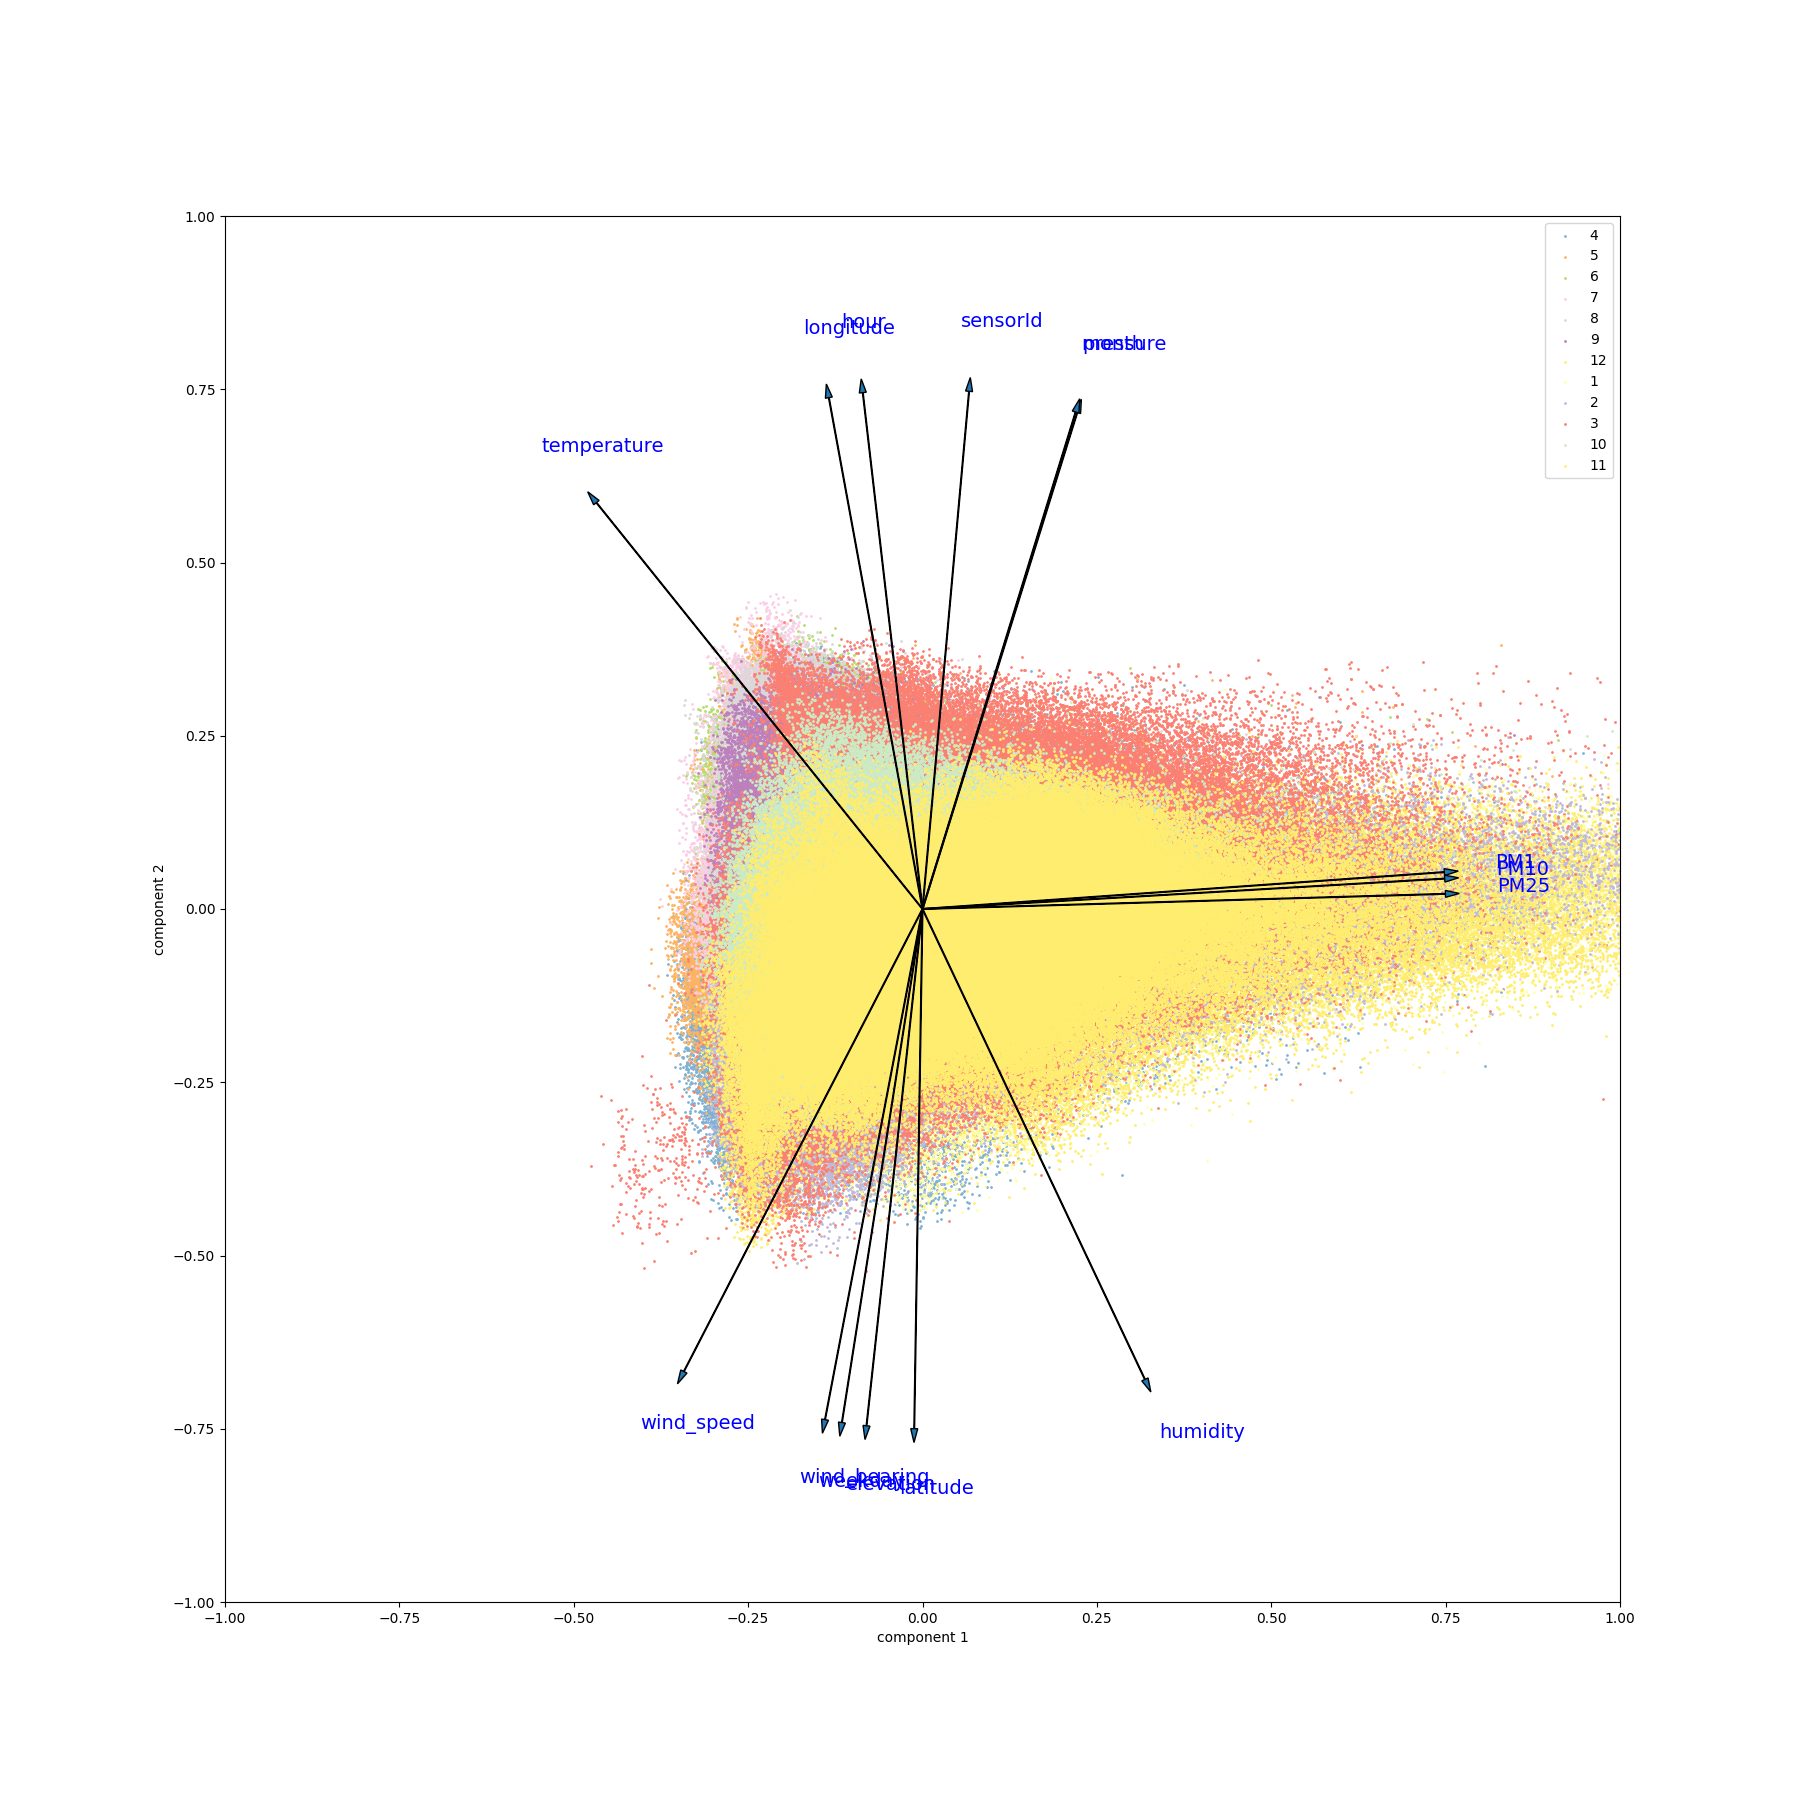 1.00
0.75
0.50
0.25
0.00
−0.25
−0.50
−0.75
−1.00
component 2
4
5
6
7
8
9
12
1
2
3
10
11
hour
longitude
sensorId
pressure
temperature
PM1
PM10
PM25
wind_speed
humidity
wind_bearing
elevation
latitude
−1.00 −0.75 −0.50 −0.25 0.00 0.25 0.50 0.75 1.00
component 1